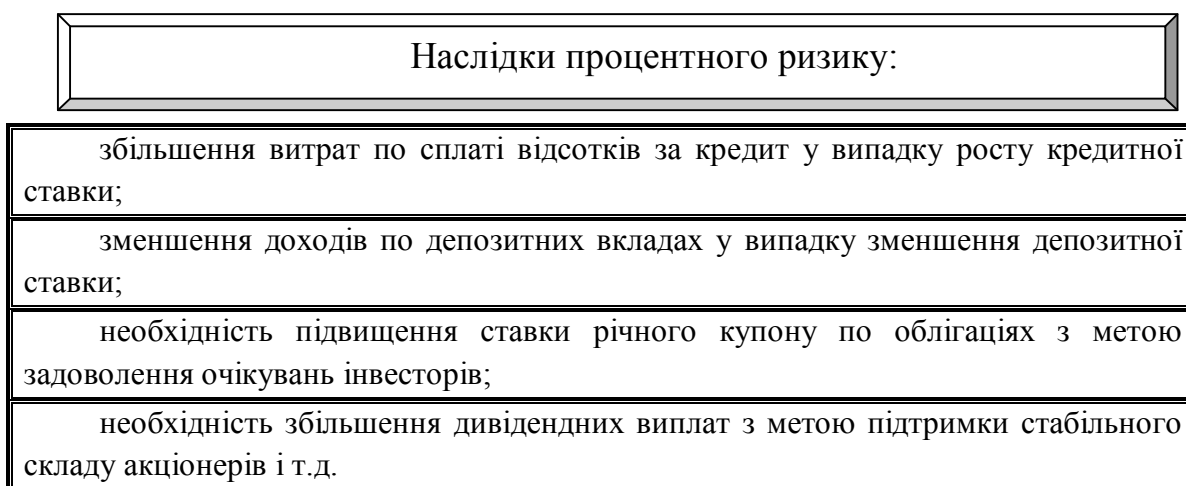 Наслідки процентного ризику:
збільшення витрат по сплаті відсотків за кредит у випадку росту кредитної
ставки;
зменшення доходів по депозитних вкладах у випадку зменшення депозитної
ставки;
необхідність підвищення ставки річного купону по облігаціях з метою
задоволення очікувань інвесторів;
необхідність збільшення дивідендних виплат з метою підтримки стабільного
складу акціонерів і т.д.